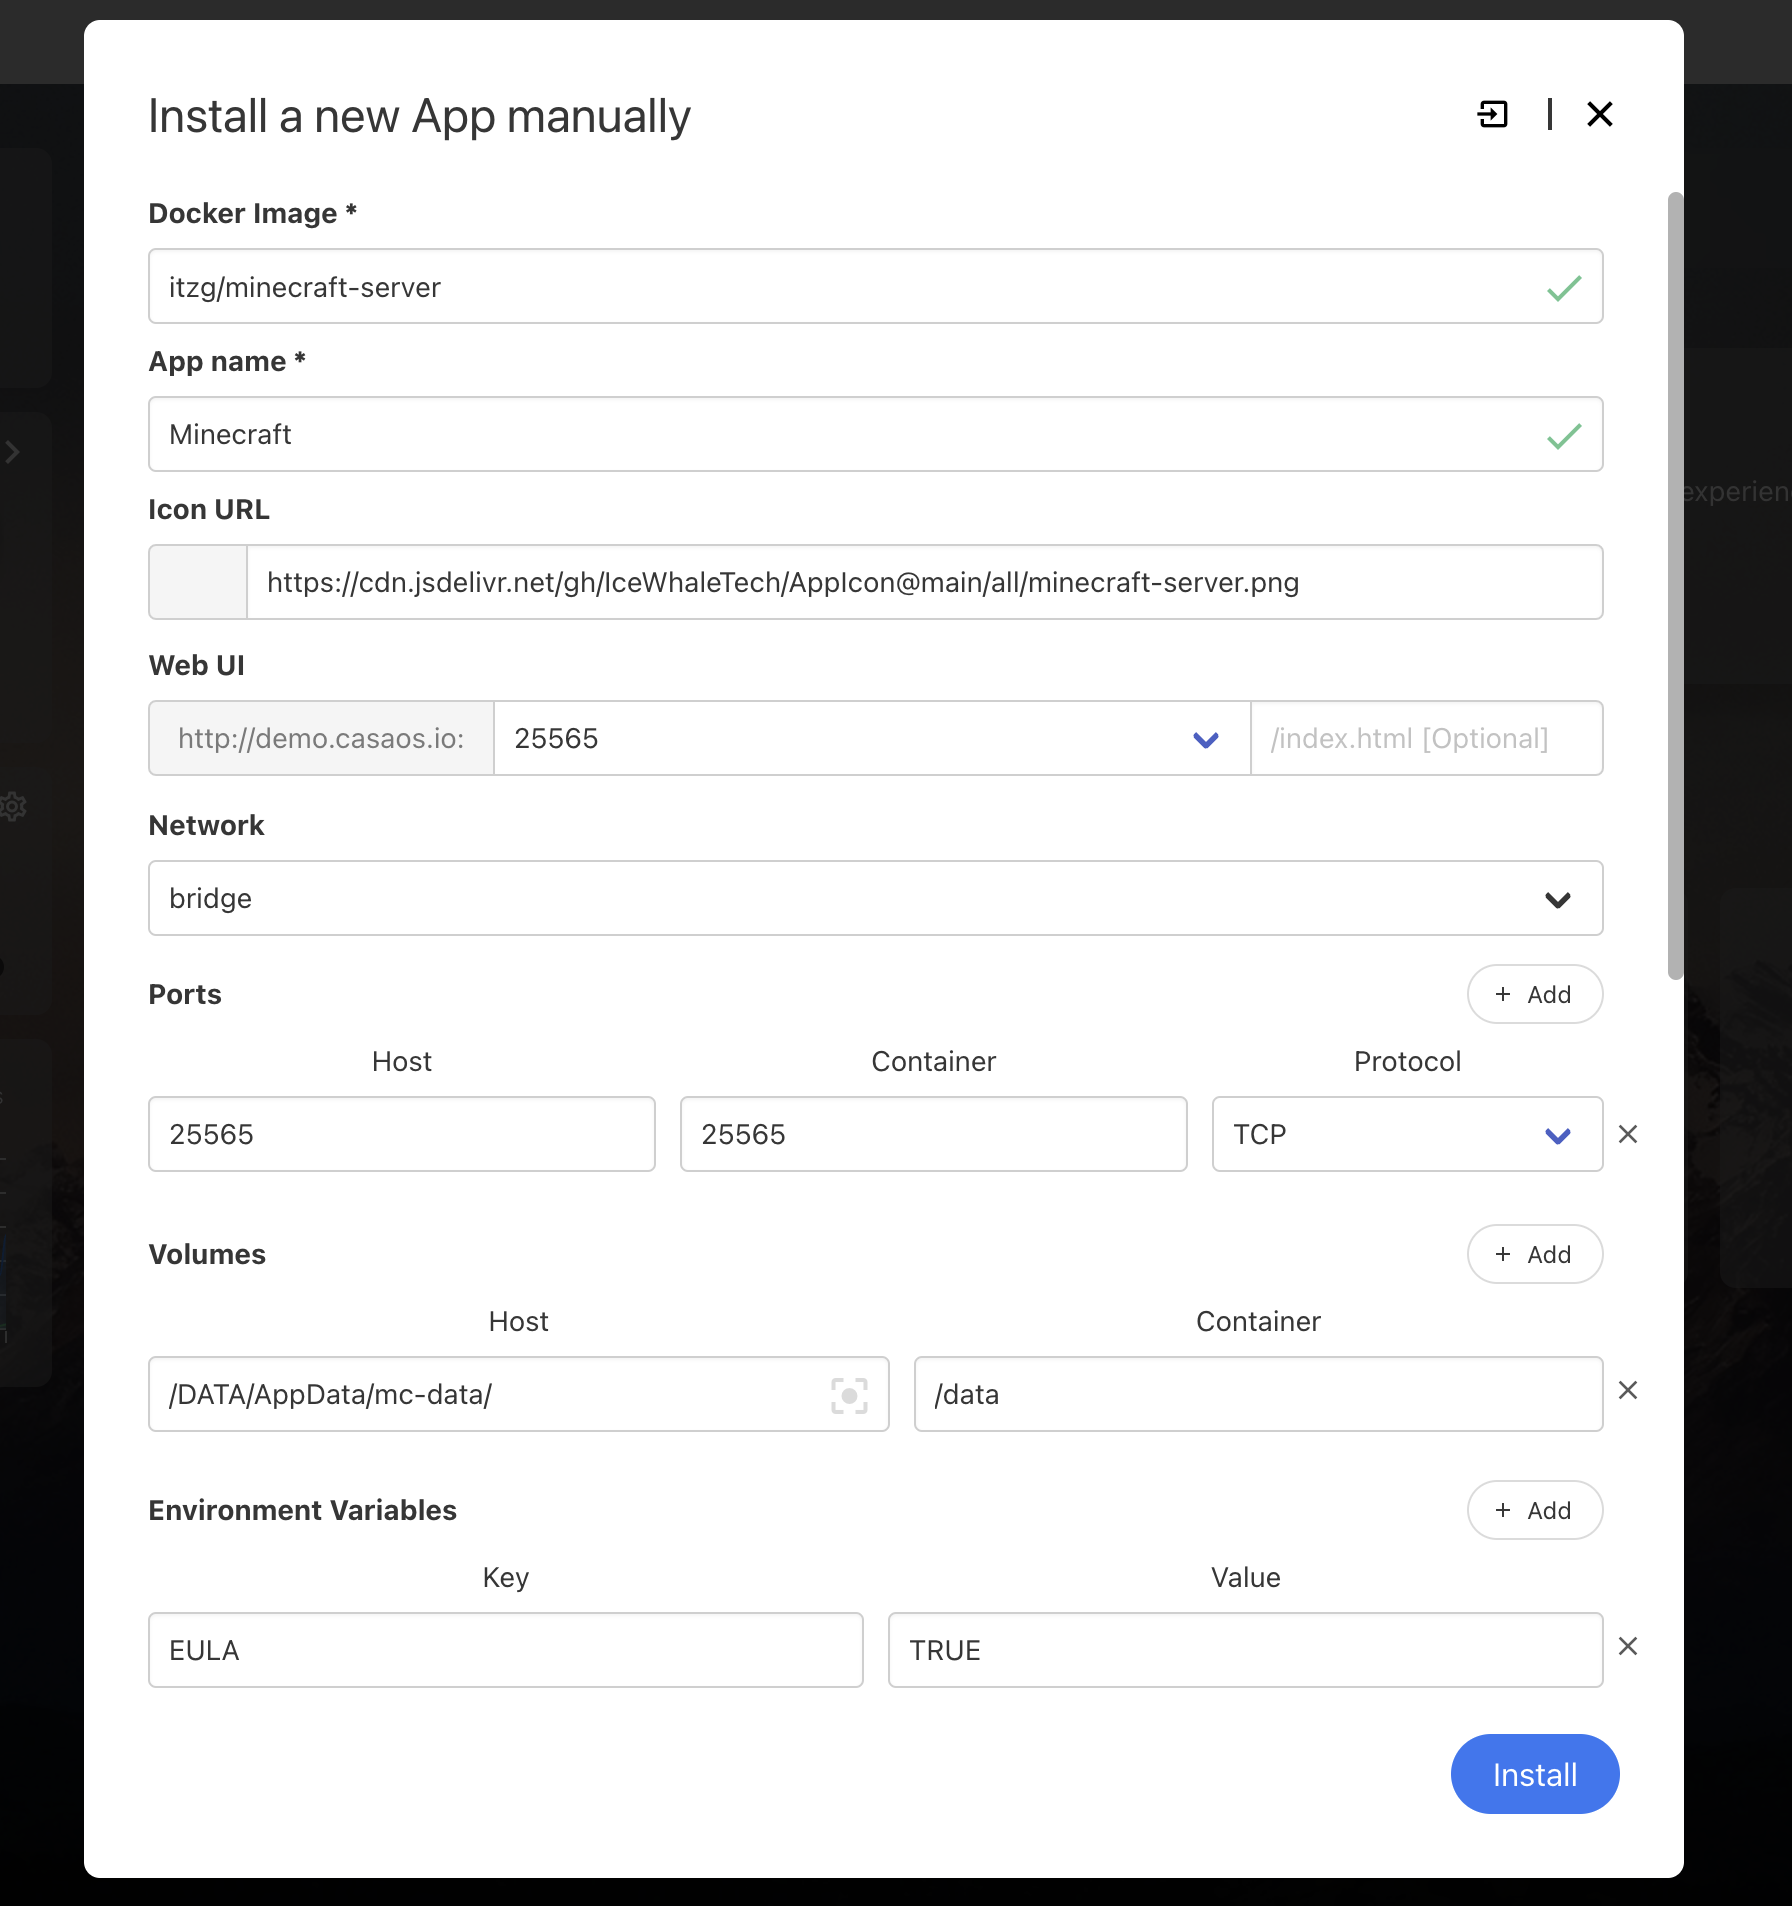 Install a new App manually
Docker Image *
itzg/minecraft-server
App name *
Minecraft
Icon URL
https://cdn.jsdelivr.net/gh/IceWhaleTech/AppIcon@main/all/minecraft-server.png
Web UI
http://demo.casaos.io: 25565 /index.html [Optional]
Network
bridge
Ports + Add
Host Container Protocol
25565 25565 TCP
Volumes + Add
Host Container
/DATA/AppData/mc-data/ /data
Environment Variables + Add
Key Value
EULA TRUE
Install